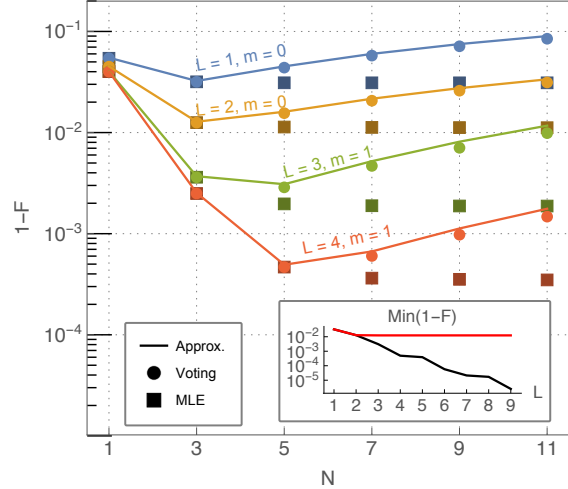 10⁻¹
10⁻²
10⁻³
10⁻⁴
1–F
L = 1, m = 0
L = 2, m = 0
L = 3, m = 1
L = 4, m = 1
Approx.
Voting
MLE
Min(1–F)
10⁻²
10⁻³
10⁻⁴
10⁻⁵
1 2 3 4 5 6 7 8 9
L
1 3 5 7 9 11
N